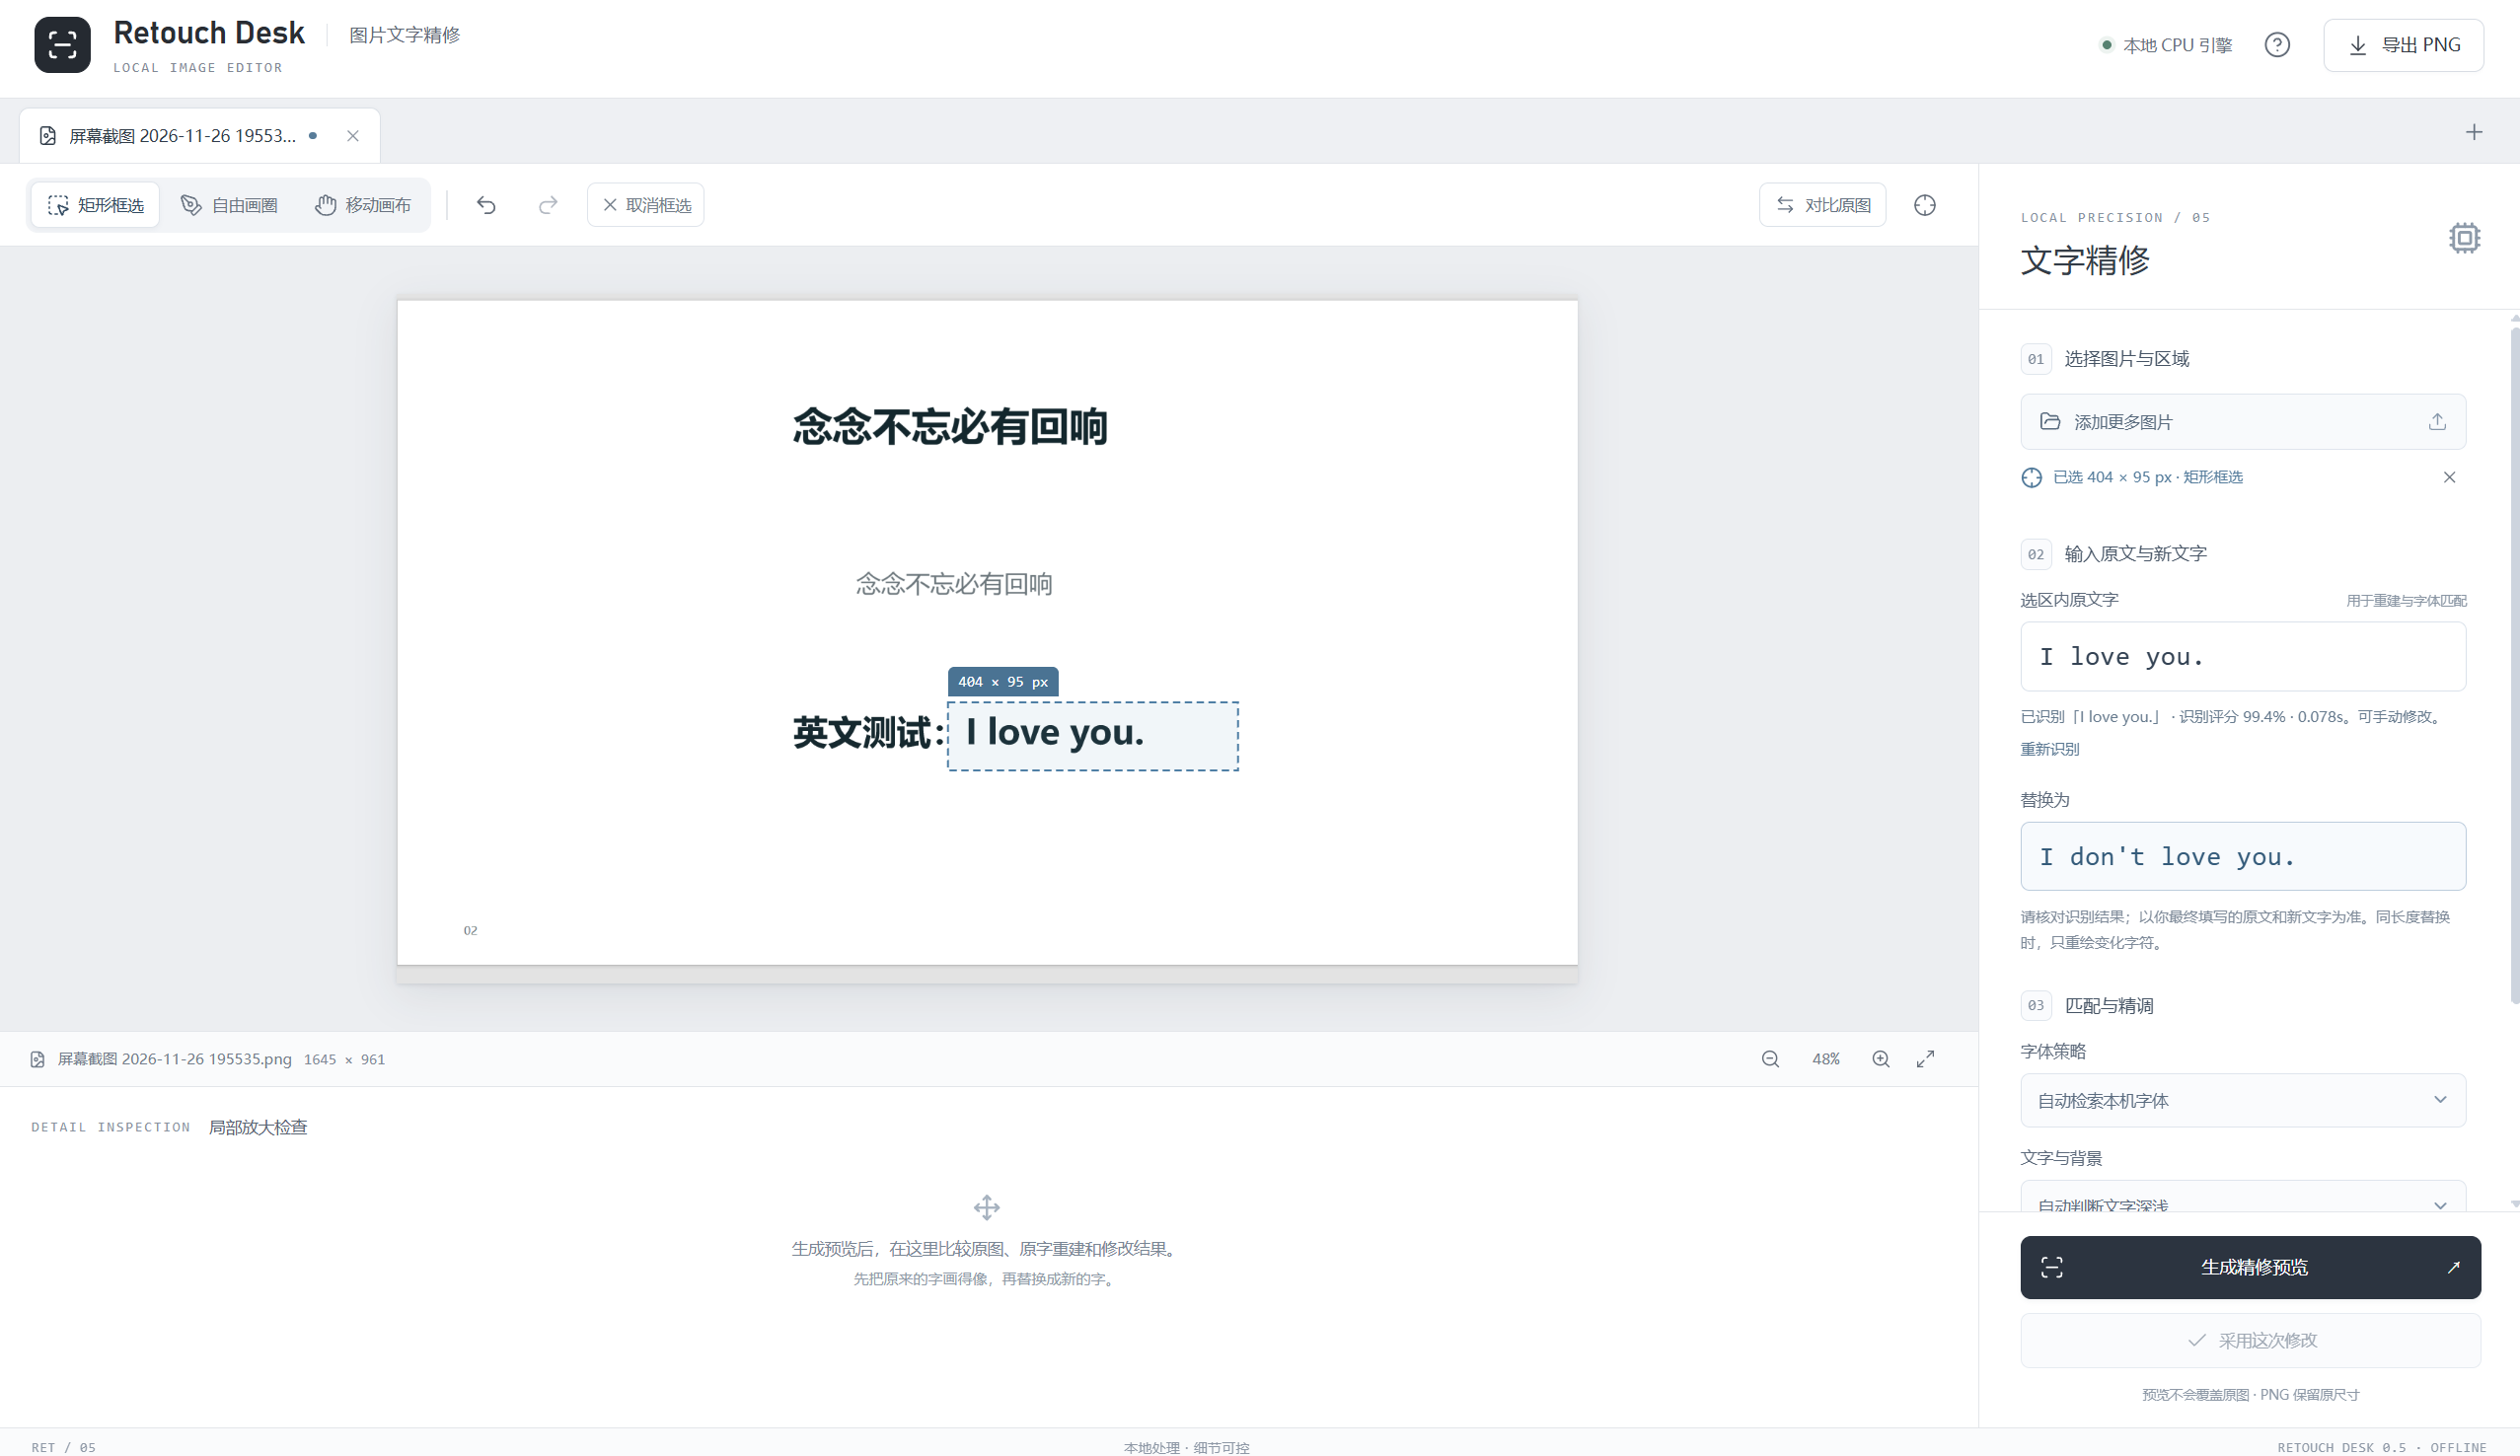 Retouch Desk
图片文字精修
LOCAL IMAGE EDITOR
本地 CPU 引擎
导出 PNG
屏幕截图 2026-11-26 19553...
矩形框选
自由画圈
移动画布
取消框选
对比原图
念念不忘必有回响
念念不忘必有回响
404 × 95 px
英文测试：I love you.
02
屏幕截图 2026-11-26 195535.png 1645 × 961
48%
DETAIL INSPECTION 局部放大检查
生成预览后，在这里比较原图、原字重建和修改结果。
先把原来的字画得像，再替换成新的字。
LOCAL PRECISION / 05
文字精修
01 选择图片与区域
添加更多图片
已选 404 × 95 px · 矩形框选
02 输入原文与新文字
选区内原文字 用于重建与字体匹配
I love you.
已识别「I love you.」 · 识别评分 99.4% · 0.078s。可手动修改。
重新识别
替换为
I don't love you.
请核对识别结果；以你最终填写的原文和新文字为准。同长度替换
时，只重绘变化字符。
03 匹配与精调
字体策略
自动检索本机字体
文字与背景
自动判断文字深浅
生成精修预览
采用这次修改
预览不会覆盖原图 · PNG 保留原尺寸
RET / 05
本地处理 · 细节可控
RETOUCH DESK 0.5 · OFFLINE